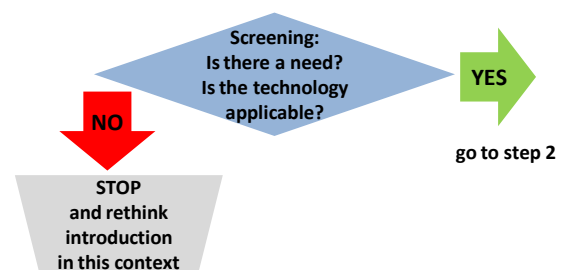 Screening:
Is there a need?
Is the technology
applicable?
YES
NO
go to step 2
STOP
and rethink
introduction
in this context